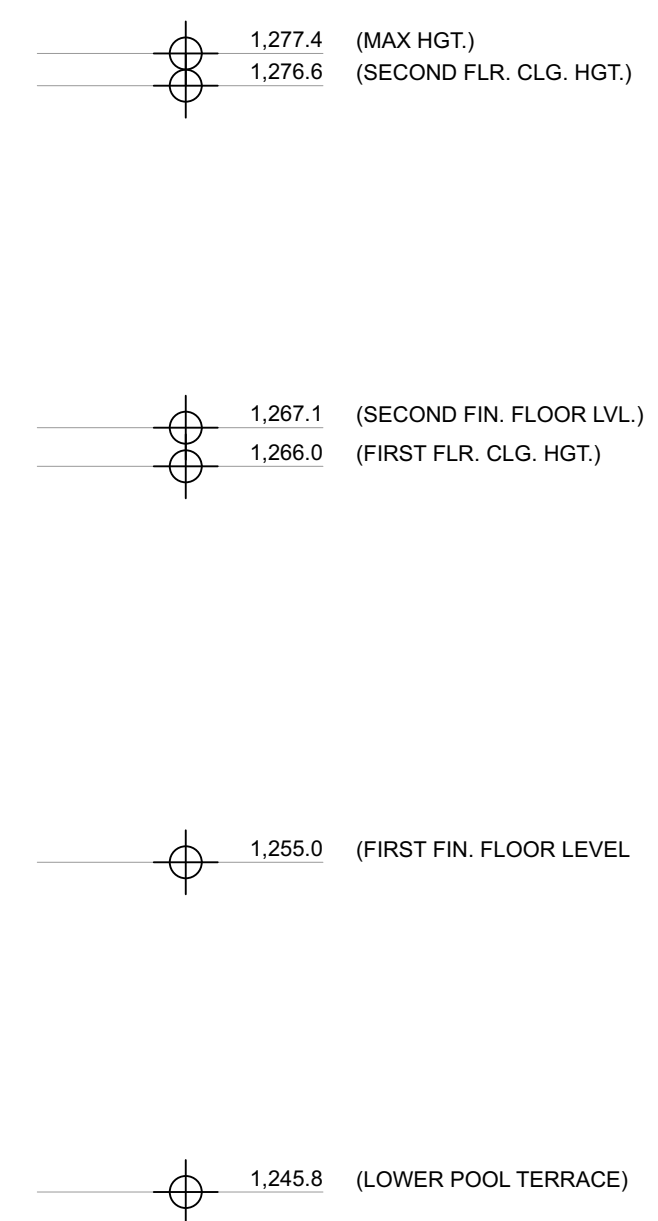 1,277.4 (MAX HGT.)
1,276.6 (SECOND FLR. CLG. HGT.)
1,267.1 (SECOND FIN. FLOOR LVL.)
1,266.0 (FIRST FLR. CLG. HGT.)
1,255.0 (FIRST FIN. FLOOR LEVEL
1,245.8 (LOWER POOL TERRACE)